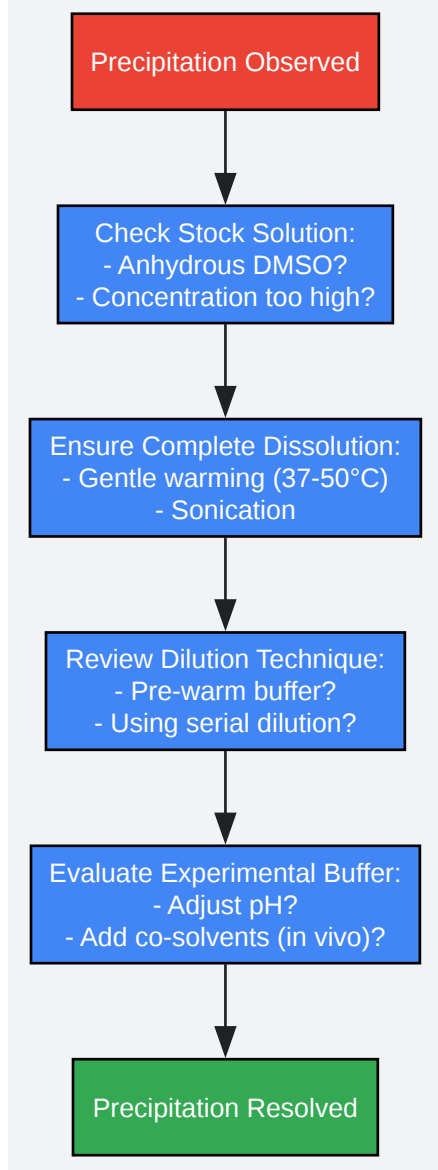 Precipitation Observed
Check Stock Solution:
- Anhydrous DMSO?
- Concentration too high?
Ensure Complete Dissolution:
- Gentle warming (37-50°C)
- Sonication
Review Dilution Technique:
- Pre-warm buffer?
- Using serial dilution?
Evaluate Experimental Buffer:
- Adjust pH?
- Add co-solvents (in vivo)?
Precipitation Resolved